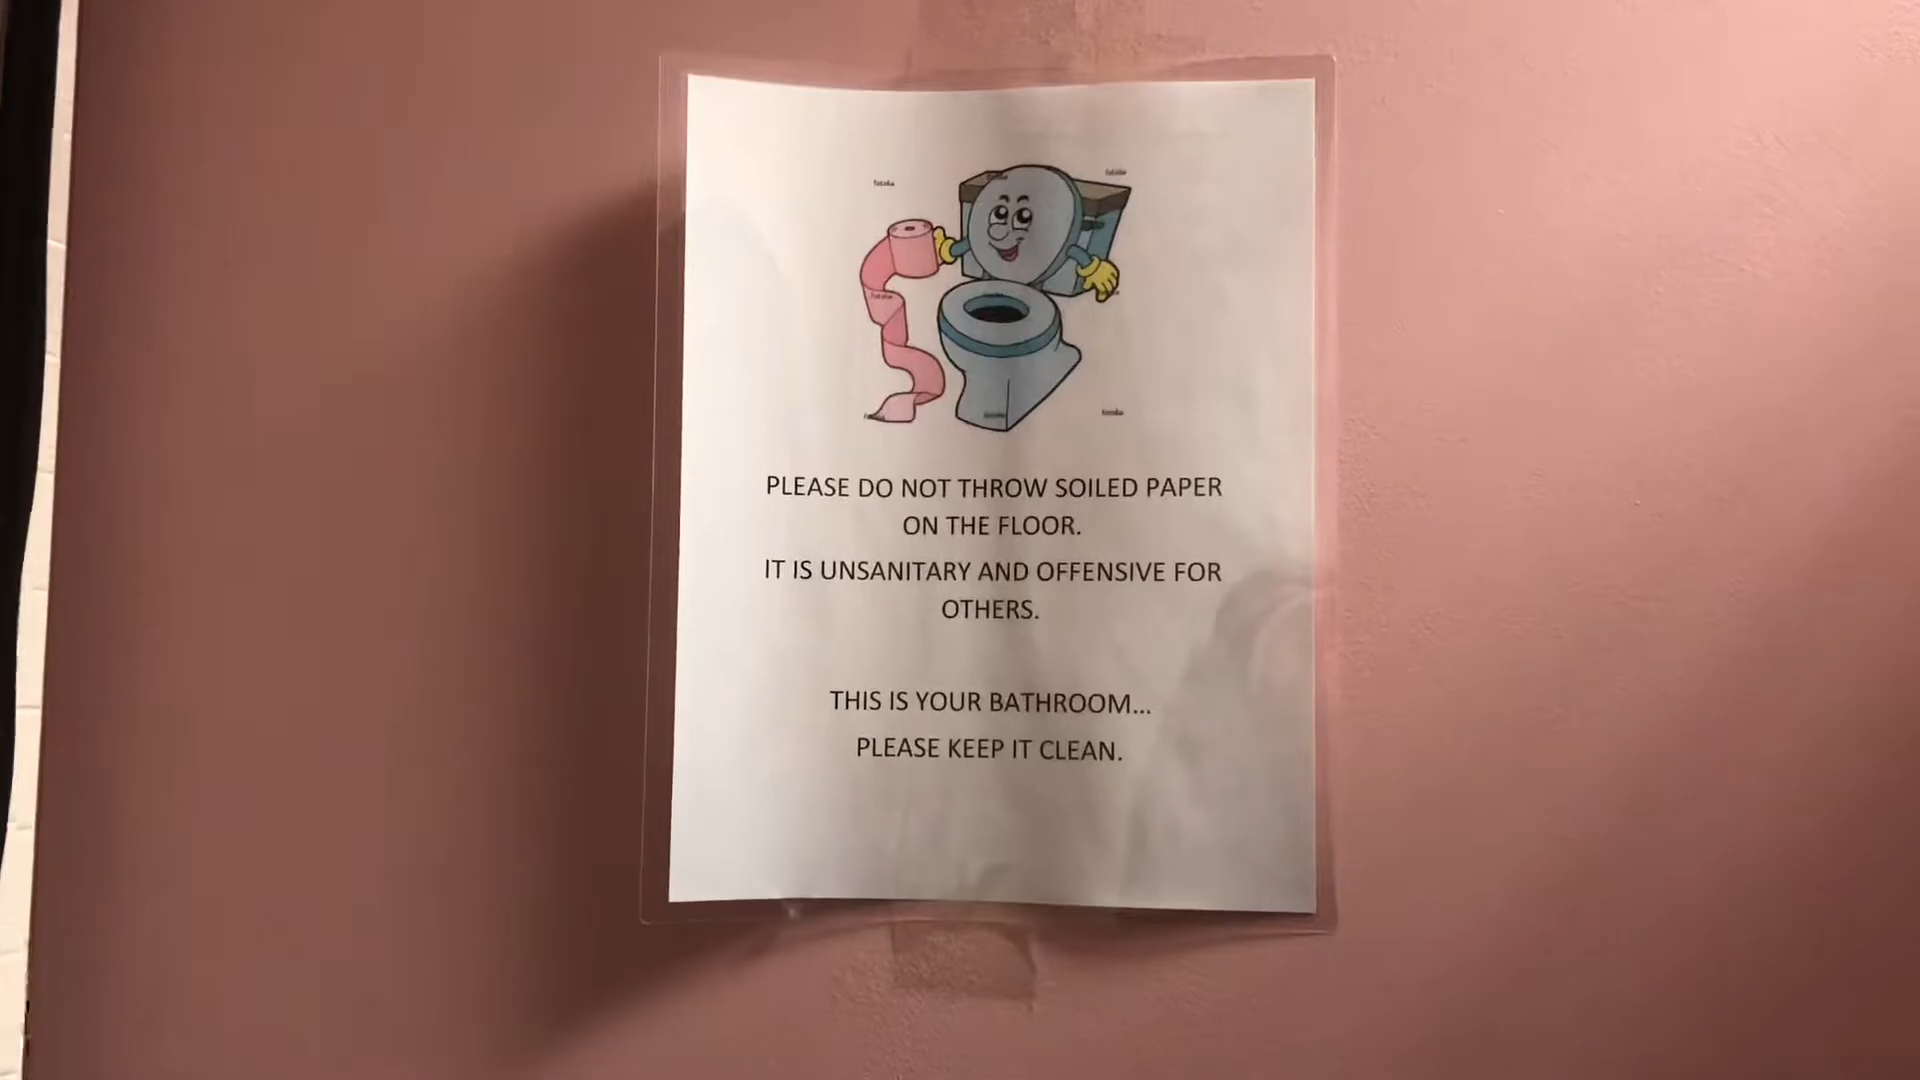 PLEASE DO NOT THROW SOILED PAPER
ON THE FLOOR.
IT IS UNSANITARY AND OFFENSIVE FOR
OTHERS.
THIS IS YOUR BATHROOM...
PLEASE KEEP IT CLEAN.